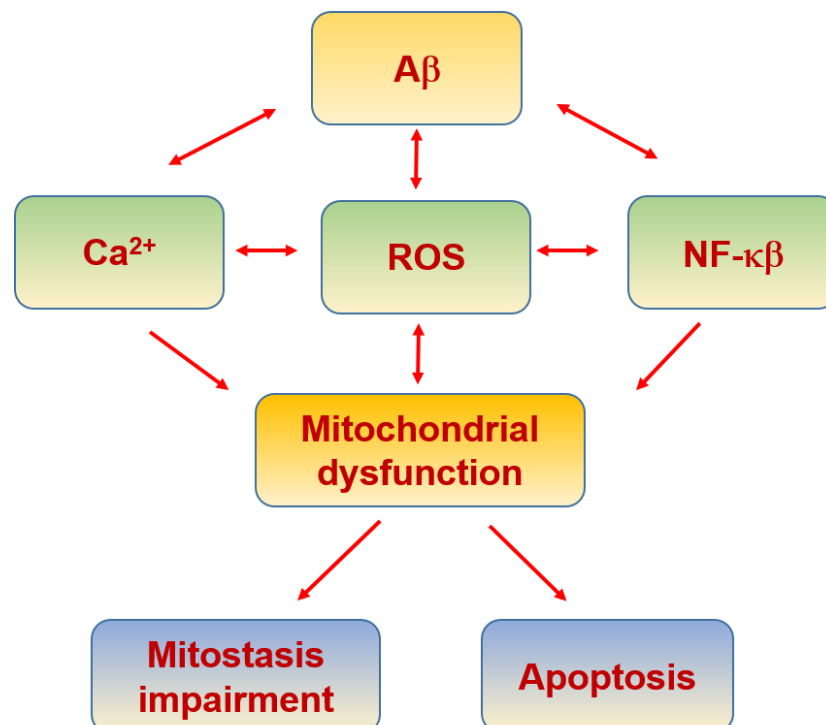 Aβ
Ca²⁺
ROS
NF-κβ
Mitochondrial
dysfunction
Mitostasis
impairment
Apoptosis